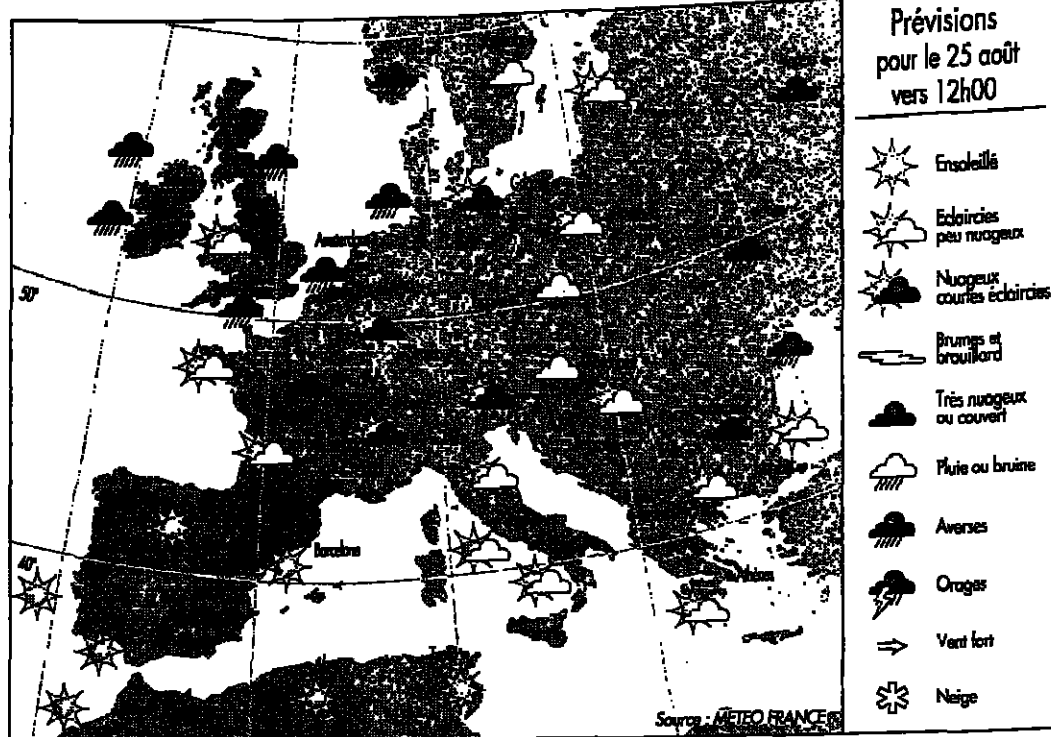 Amsterdam
50°
Barcelone
40°
Athènes
Source : METEO FRANCE
Prévisions
pour le 25 août
vers 12h00
Ensoleillé
Eclaircies
peu nuageux
Nuageux
courtes éclaircies
Brumes et
brouillard
Très nuageux
ou couvert
Pluie ou bruine
Averses
Orages
Vent fort
Neige